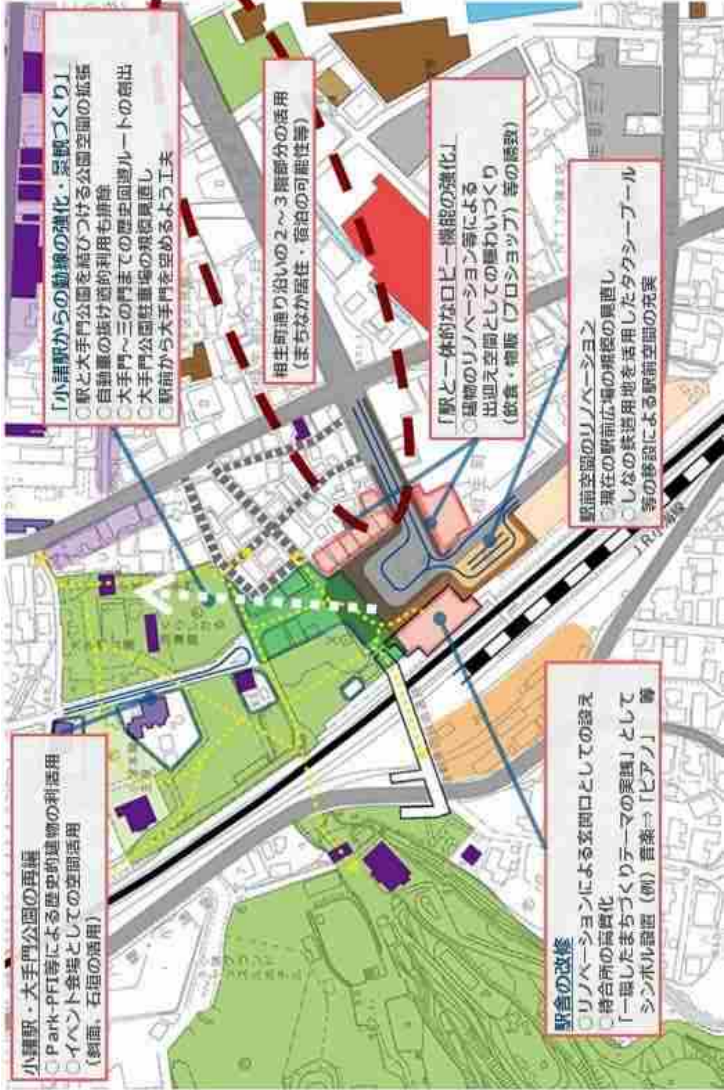 小諸駅・大手門公園の再編
○Park-PFI等による歴史的建物の利活用
○イベント会場としての空間活用
(斜面、石垣の活用)
「小諸駅からの動線の強化・景観づくり」
○駅と大手門公園を結びつける公園空間の拡張
○自動車の抜け道的利用も排除
○大手門～三の門までの歴史回遊ルートの創出
○大手門公園駐車場の規模見直し
○駅前から大手門を望めるよう工夫
相生町通り沿いの2～3階部分の活用
(まちなか居住・宿泊の可能性等)
「駅と一体的なロビー機能の強化」
○建物のリノベーション等による
出迎え空間としての賑わいづくり
(飲食・物販(プロショップ)等の誘致)
駅前空間のリノベーション
○現在の駅前広場の規模の見直し
○しなの鉄道用地を活用したタクシープール
等の移設による駅前空間の充実
駅舎の改修
○リノベーションによる玄関口としての設え
○待合所の高質化
「一貫したまちづくりテーマの実践」として
シンボル設置(例)音楽⇒「ピアノ」 等